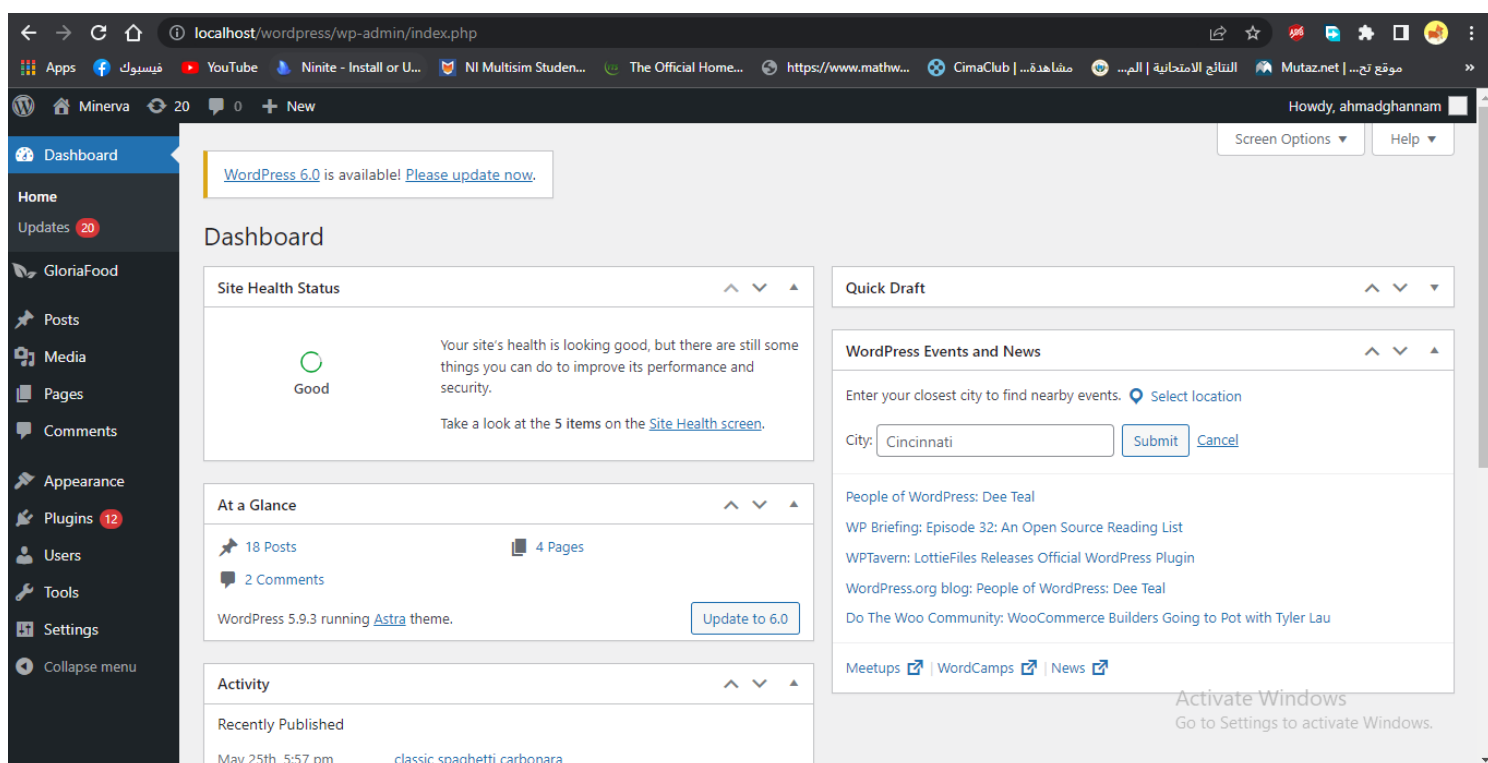 localhost/wordpress/wp-admin/index.php
Apps فيسبوك YouTube Ninite - Install or U... NI Multisim Studen... The Official Home... https://www.mathw... CimaClub | مشاهدة... النتائج الامتحانية | الم... Mutaz.net | موقع تح... »
Minerva 20 0 + New Howdy, ahmadghannam
Screen Options ▼ Help ▼
Dashboard
Home
Updates 20
GloriaFood
Posts
Media
Pages
Comments
Appearance
Plugins 12
Users
Tools
Settings
Collapse menu
WordPress 6.0 is available! Please update now.
Dashboard
Site Health Status
Good
Your site's health is looking good, but there are still some
things you can do to improve its performance and
security.
Take a look at the 5 items on the Site Health screen.
At a Glance
18 Posts 4 Pages
2 Comments
WordPress 5.9.3 running Astra theme. Update to 6.0
Activity
Recently Published
May 25th, 5:57 pm classic spaghetti carbonara
Quick Draft
WordPress Events and News
Enter your closest city to find nearby events. Select location
City: Cincinnati Submit Cancel
People of WordPress: Dee Teal
WP Briefing: Episode 32: An Open Source Reading List
WPTavern: LottieFiles Releases Official WordPress Plugin
WordPress.org blog: People of WordPress: Dee Teal
Do The Woo Community: WooCommerce Builders Going to Pot with Tyler Lau
Meetups | WordCamps | News
Activate Windows
Go to Settings to activate Windows.